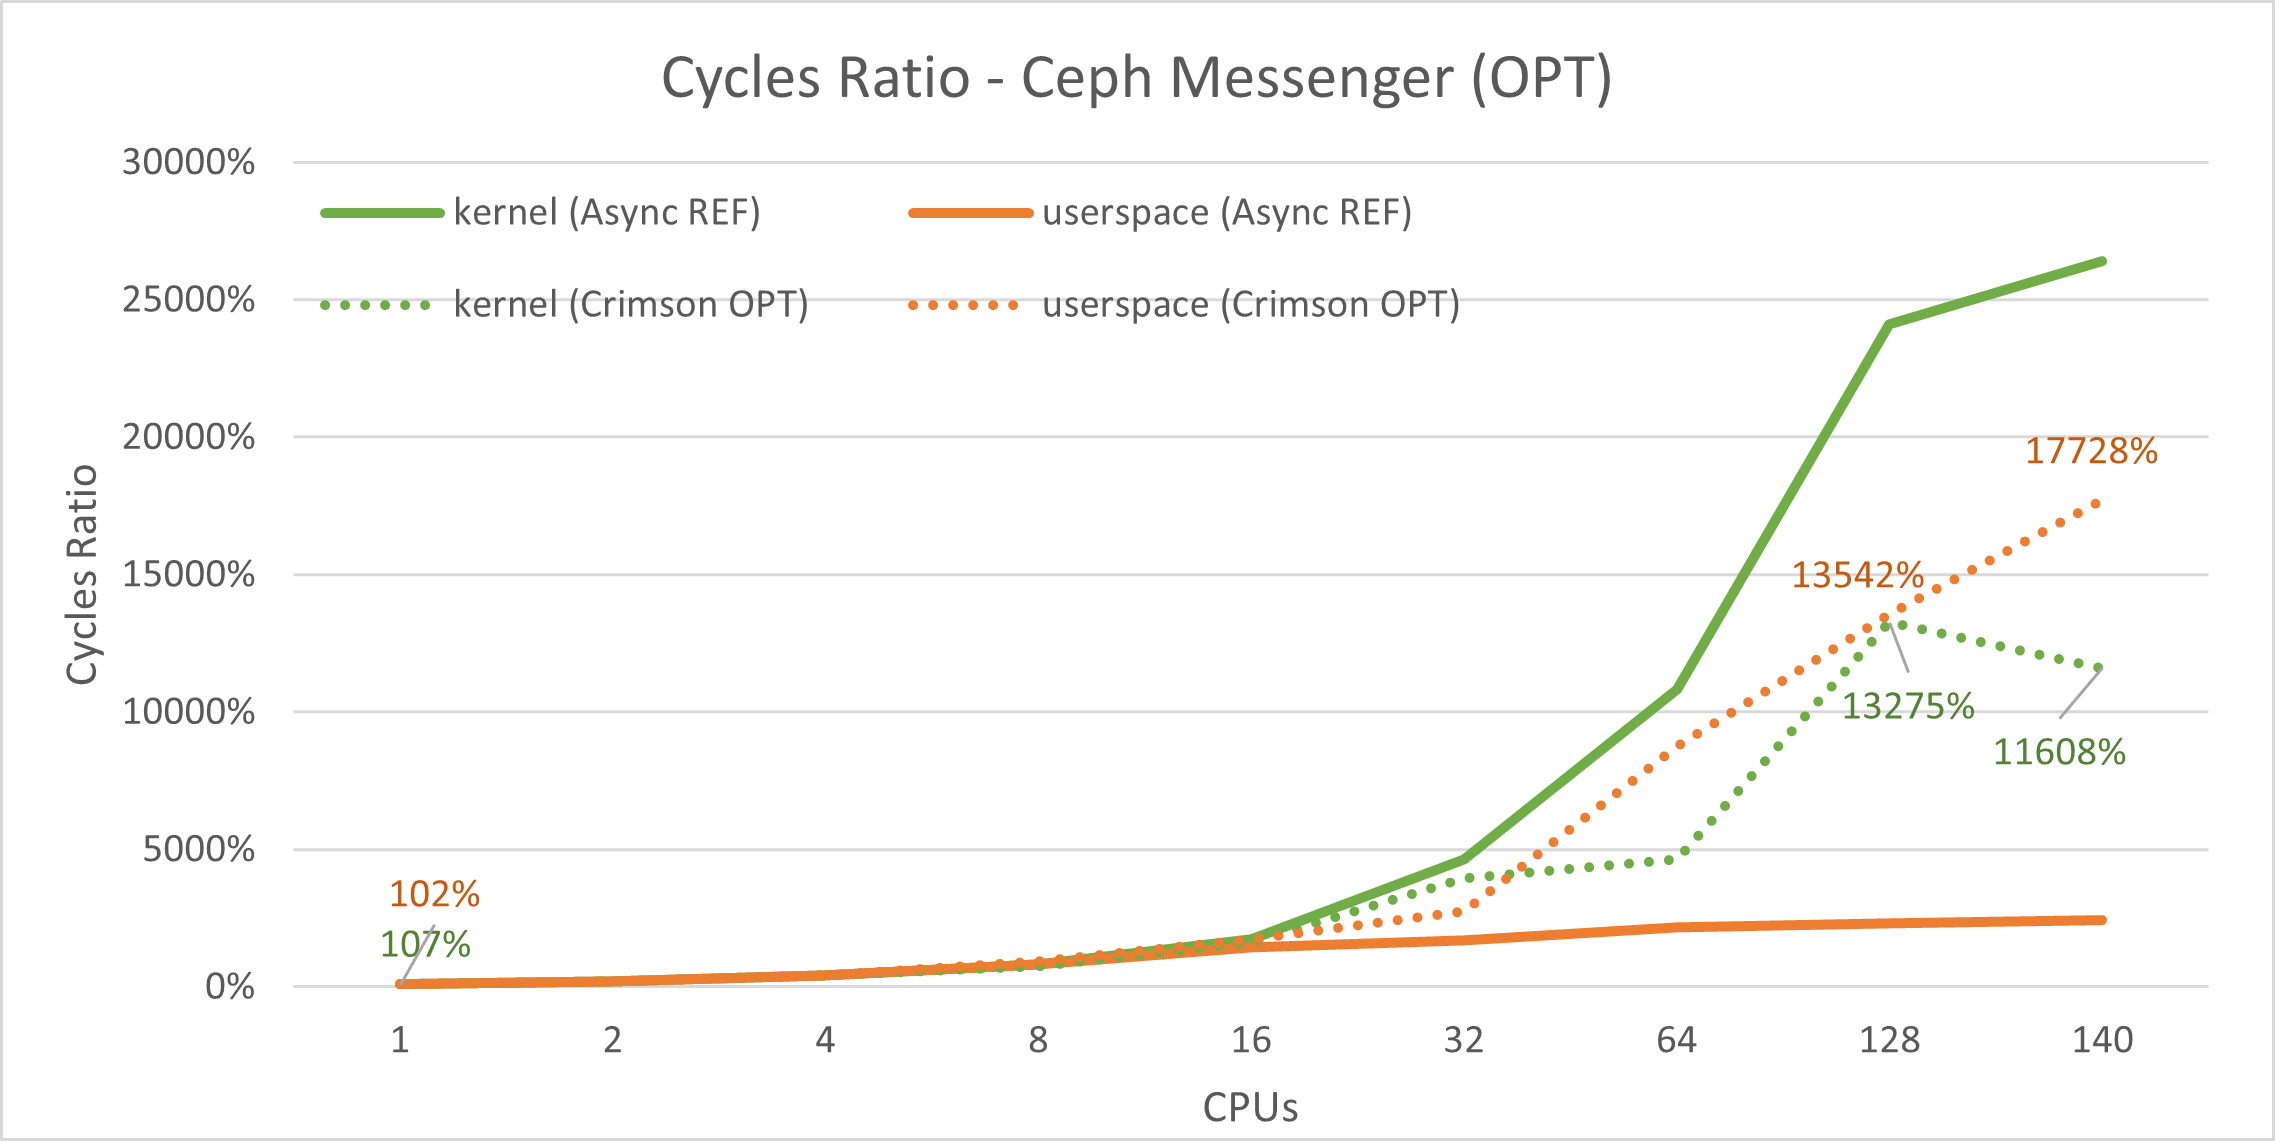 Cycles Ratio - Ceph Messenger (OPT)
30000%
kernel (Async REF) userspace (Async REF)
25000%
kernel (Crimson OPT) userspace (Crimson OPT)
20000%
17728%
Cycles Ratio
15000%
13542%
10000%
13275%
11608%
5000%
102%
107%
0%
1 2 4 8 16 32 64 128 140
CPUs